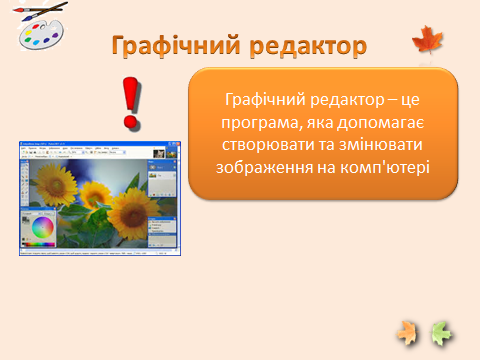 Графічний редактор
Графічний редактор – це
програма, яка допомагає
створювати та змінювати
зображення на комп'ютері